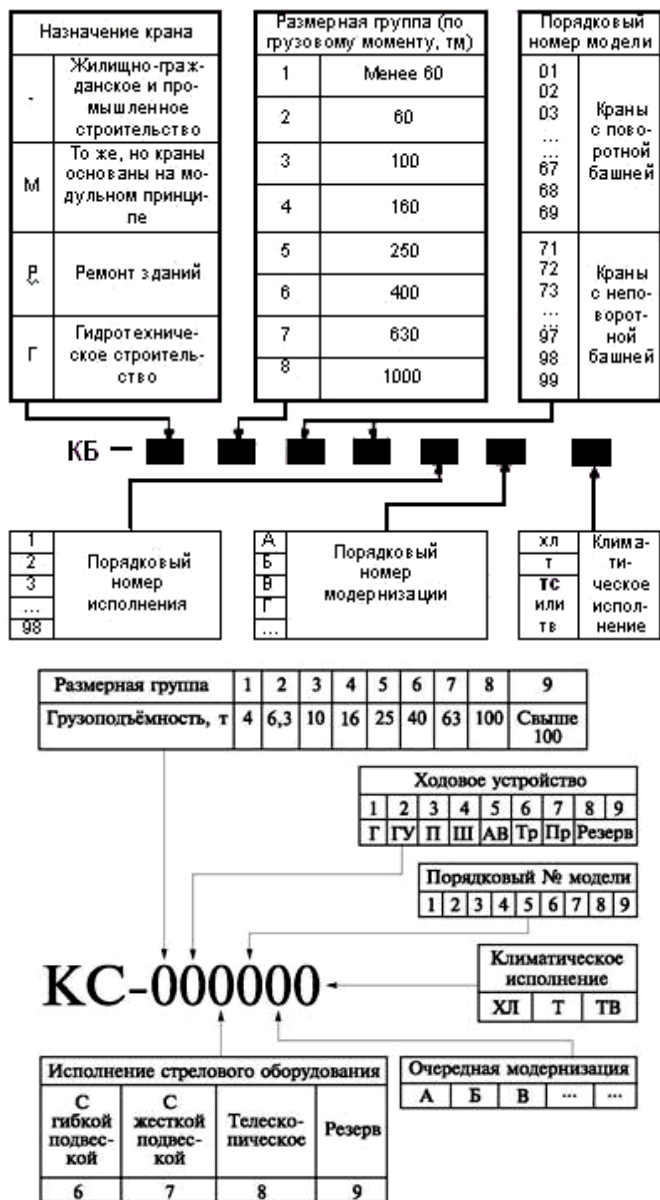 Назначение крана
-
Жилищно-граж-
данское и про-
мышленное
строительство
М
То же, но краны
основаны на мо-
дульном принци-
пе
Р
Ремонт зданий
Г
Гидротехниче-
ское строитель-
ство
Размерная группа (по
грузовому моменту, тм)
1 Менее 60
2 60
3 100
4 160
5 250
6 400
7 630
8 1000
Порядковый
номер модели
01
02
03
...
...
67
68
69
Краны
с пово-
ротной
башней
71
72
73
...
97
98
99
Краны
с непо-
ворот-
ной
башней
КБ –
1
2
3
...
98
Порядковый
номер
исполнения
А
Б
В
Г
...
Порядковый
номер
модернизации
хл
т
тс
или
тв
Клима-
ти-
ческое
испол-
нение
Размерная группа 1 2 3 4 5 6 7 8 9
Грузоподъёмность, т 4 6,3 10 16 25 40 63 100 Свыше
100
Ходовое устройство
1 2 3 4 5 6 7 8 9
Г ГУ П Ш АВ Тр Пр Резерв
Порядковый № модели
1 2 3 4 5 6 7 8 9
КС-000000
Климатическое
исполнение
ХЛ Т ТВ
Исполнение стрелового оборудования
С
гибкой
подвес-
кой
С
жесткой
подвес-
кой
Телеско-
пическое
Резерв
6 7 8 9
Очередная модернизация
А Б В ... ...